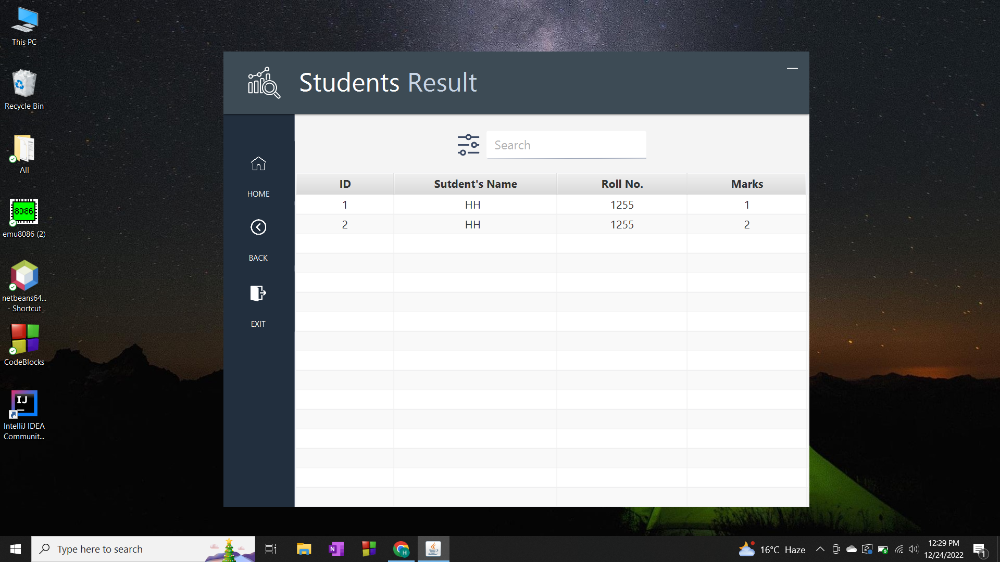 This PC
Recycle Bin
All
8086
emu8086 (2)
netbeans64...
- Shortcut
CodeBlocks
IJ
IntelliJ IDEA
Communit...
Students Result
HOME
BACK
EXIT
Search
ID Sutdent's Name Roll No. Marks
1 HH 1255 1
2 HH 1255 2
Type here to search
N
H
16°C Haze
12:29 PM
12/24/2022
1